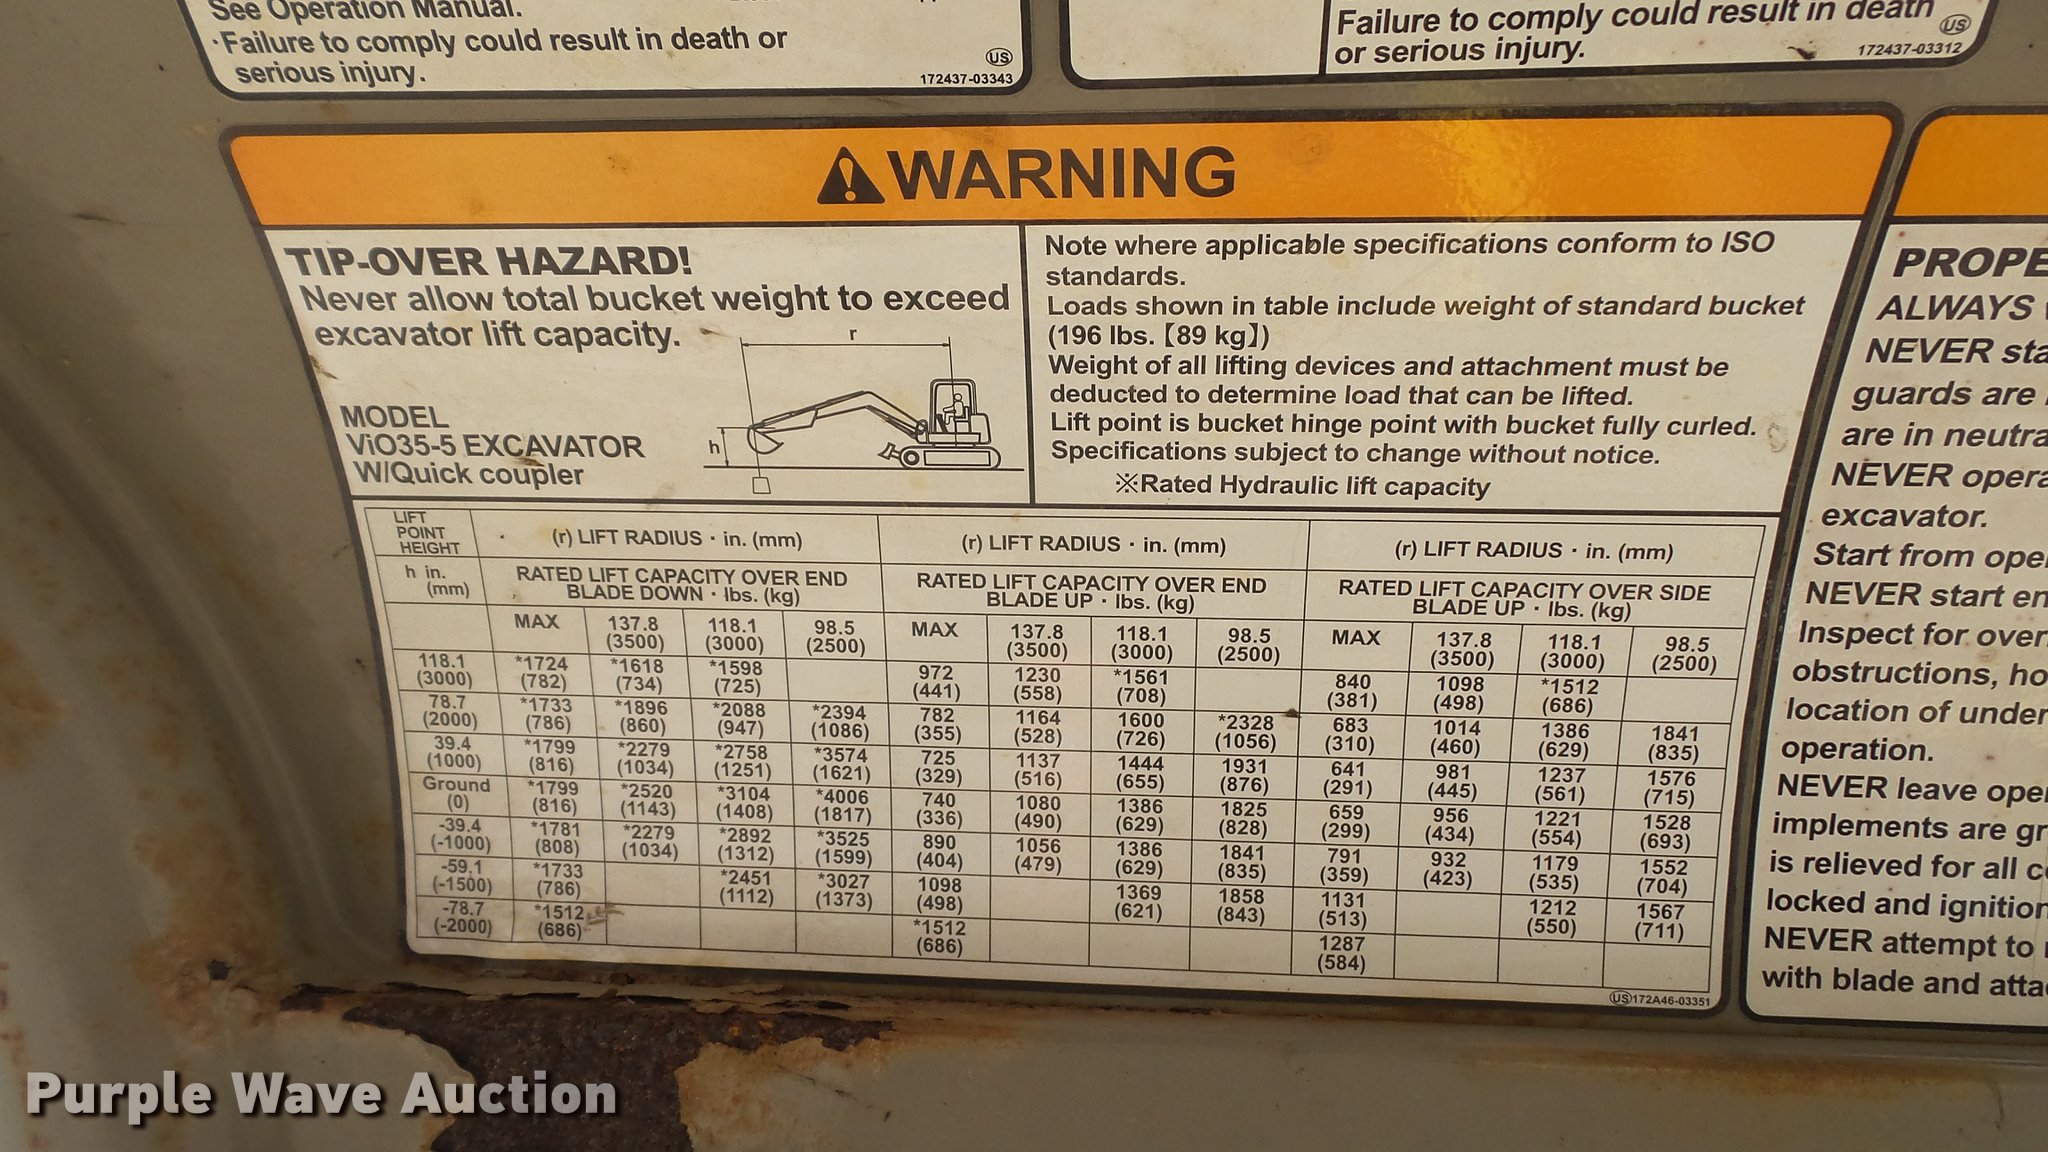 See Operation Manual.
·Failure to comply could result in death or
serious injury.
US
172437-03343
Failure to comply could result in death
or serious injury.
US
172437-03312
WARNING
TIP-OVER HAZARD!
Never allow total bucket weight to exceed
excavator lift capacity.
r
h
MODEL
ViO35-5 EXCAVATOR
W/Quick coupler
Note where applicable specifications conform to ISO
standards.
Loads shown in table include weight of standard bucket
(196 lbs.【89 kg】)
Weight of all lifting devices and attachment must be
deducted to determine load that can be lifted.
Lift point is bucket hinge point with bucket fully curled.
Specifications subject to change without notice.
※Rated Hydraulic lift capacity
LIFT
POINT
HEIGHT
(r) LIFT RADIUS · in. (mm) (r) LIFT RADIUS · in. (mm) (r) LIFT RADIUS · in. (mm)
h in.
(mm)
RATED LIFT CAPACITY OVER END
BLADE DOWN · lbs. (kg)
RATED LIFT CAPACITY OVER END
BLADE UP · lbs. (kg)
RATED LIFT CAPACITY OVER SIDE
BLADE UP · lbs. (kg)
MAX 137.8 118.1 98.5 MAX 137.8 118.1 98.5 MAX 137.8 118.1 98.5
(3500) (3000) (2500) (3500) (3000) (2500) (3500) (3000) (2500)
118.1 *1724 *1618 *1598 972 1230 *1561 840 1098 *1512
(3000) (782) (734) (725) (441) (558) (708) (381) (498) (686)
78.7 *1733 *1896 *2088 *2394 782 1164 1600 *2328 683 1014 1386 1841
(2000) (786) (860) (947) (1086) (355) (528) (726) (1056) (310) (460) (629) (835)
39.4 *1799 *2279 *2758 *3574 725 1137 1444 1931 641 981 1237 1576
(1000) (816) (1034) (1251) (1621) (329) (516) (655) (876) (291) (445) (561) (715)
Ground *1799 *2520 *3104 *4006 740 1080 1386 1825 659 956 1221 1528
(0) (816) (1143) (1408) (1817) (336) (490) (629) (828) (299) (434) (554) (693)
-39.4 *1781 *2279 *2892 *3525 890 1056 1386 1841 791 932 1179 1552
(-1000) (808) (1034) (1312) (1599) (404) (479) (629) (835) (359) (423) (535) (704)
-59.1 *1733 *2451 *3027 1098 1369 1858 1131 1212 1567
(-1500) (786) (1112) (1373) (498) (621) (843) (513) (550) (711)
-78.7 *1512 *1512 1287
(-2000) (686) (686) (584)
US 172A46-03351
PROPE
ALWAYS
NEVER sta
guards are
are in neutra
NEVER opera
excavator.
Start from ope
NEVER start en
Inspect for over
obstructions, ho
location of under
operation.
NEVER leave ope
implements are gr
is relieved for all c
locked and ignition
NEVER attempt to
with blade and atta
Purple Wave Auction